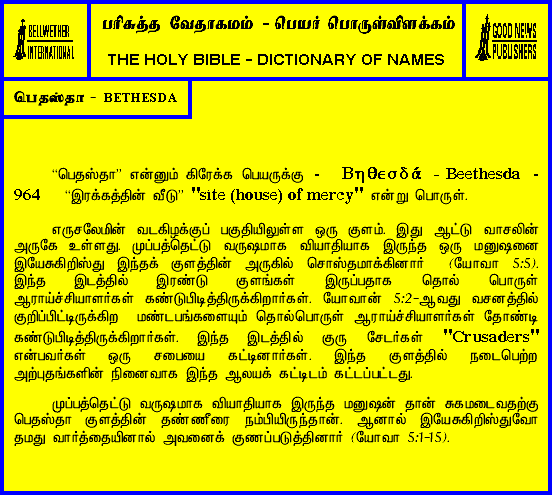 BELLWETHER
INTERNATIONAL
பரிசுத்த வேதாகமம் - பெயர் பொருள்விளக்கம்
THE HOLY BIBLE - DICTIONARY OF NAMES
GOOD NEWS
PUBLISHERS
பெதஸ்தா - BETHESDA
“பெதஸ்தா” என்னும் கிரேக்க பெயருக்கு - Βηθεσδά - Beethesda -
964 “இரக்கத்தின் வீடு” "site (house) of mercy" என்று பொருள்.
எருசலேமின் வடகிழக்குப் பகுதியிலுள்ள ஒரு குளம். இது ஆட்டு வாசலின்
அருகே உள்ளது. முப்பத்தெட்டு வருஷமாக வியாதியாக இருந்த ஒரு மனுஷனை
இயேசுகிறிஸ்து இந்தக் குளத்தின் அருகில் சொஸ்தமாக்கினார் (யோவா 5:5).
இந்த இடத்தில் இரண்டு குளங்கள் இருப்பதாக தொல் பொருள்
ஆராய்ச்சியாளர்கள் கண்டுபிடித்திருக்கிறார்கள். யோவான் 5:2-ஆவது வசனத்தில்
குறிப்பிட்டிருக்கிற மண்டபங்களையும் தொல்பொருள் ஆராய்ச்சியாளர்கள் தோண்டி
கண்டுபிடித்திருக்கிறார்கள். இந்த இடத்தில் குரு சேடர்கள் "Crusaders"
என்பவர்கள் ஒரு சபையை கட்டினார்கள். இந்த குளத்தில் நடைபெற்ற
அற்புதங்களின் நினைவாக இந்த ஆலயக் கட்டிடம் கட்டப்பட்டது.
முப்பத்தெட்டு வருஷமாக வியாதியாக இருந்த மனுஷன் தான் சுகமடைவதற்கு
பெதஸ்தா குளத்தின் தண்ணீரை நம்பியிருந்தான். ஆனால் இயேசுகிறிஸ்துவோ
தமது வார்த்தையினால் அவனைக் குணப்படுத்தினார் (யோவா 5:1-15).